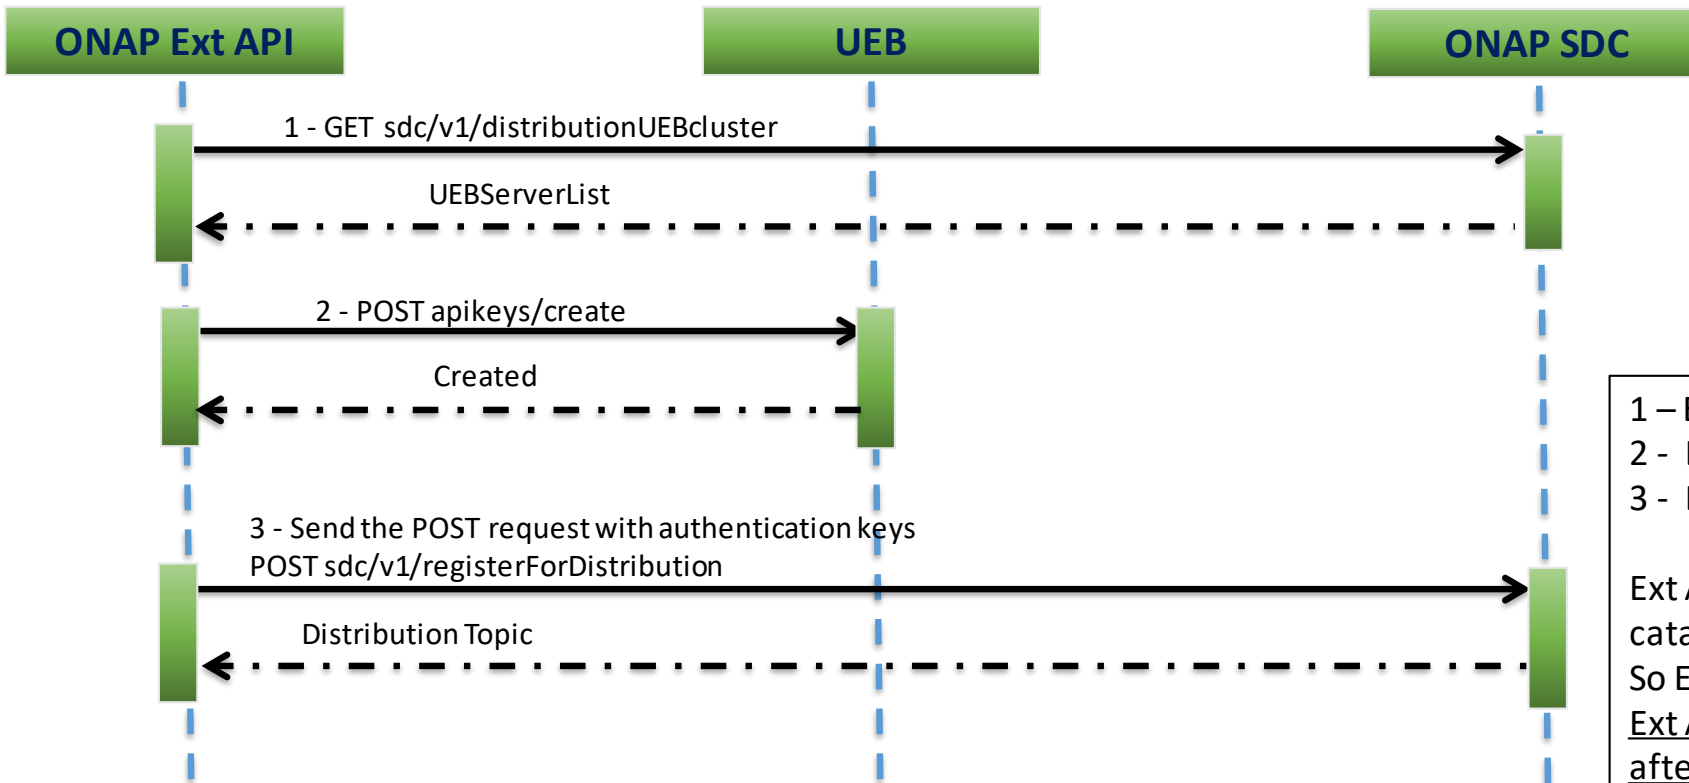 ONAP Ext API
UEB
ONAP SDC
1 - GET sdc/v1/distributionUEBcluster
UEBServerList
2 - POST apikeys/create
Created
3 - Send the POST request with authentication keys
POST sdc/v1/registerForDistribution
Distribution Topic
1 –
2 -
3 -
Ext
So
Ext